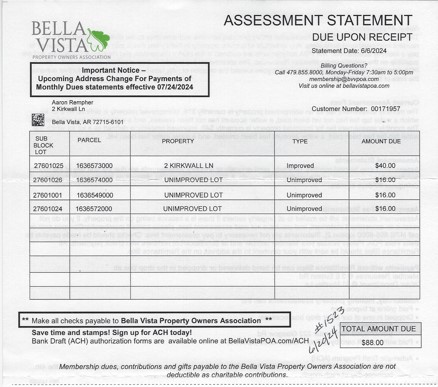 BELLA VISTA
PROPERTY OWNERS ASSOCIATION
ASSESSMENT STATEMENT
DUE UPON RECEIPT
Statement Date: 6/6/2024
Important Notice –
Upcoming Address Change For Payments of
Monthly Dues statements effective 07/24/2024
Billing Questions?
Call 479.855.8000, Monday-Friday 7:30am to 5:00pm
membership@bvvpoa.com
Visit us online at bellavistapoa.com
Aaron Rempher
2 Kirkwall Ln
Bella Vista, AR 72715-6101
Customer Number: 00171957
SUB BLOCK LOT PARCEL PROPERTY TYPE AMOUNT DUE
27601025 1636573000 2 KIRKWALL LN Improved $40.00
27601026 1636574000 UNIMPROVED LOT Unimproved $16.00
27601001 1636549000 UNIMPROVED LOT Unimproved $16.00
27601024 1636572000 UNIMPROVED LOT Unimproved $16.00
** Make all checks payable to Bella Vista Property Owners Association **
Save time and stamps! Sign up for ACH today!
Bank Draft (ACH) authorization forms are available online at BellaVistaPOA.com/ACH
#1523
6/20/24
TOTAL AMOUNT DUE
$88.00
Membership dues, contributions and gifts payable to the Bella Vista Property Owners Association are not
deductible as charitable contributions.